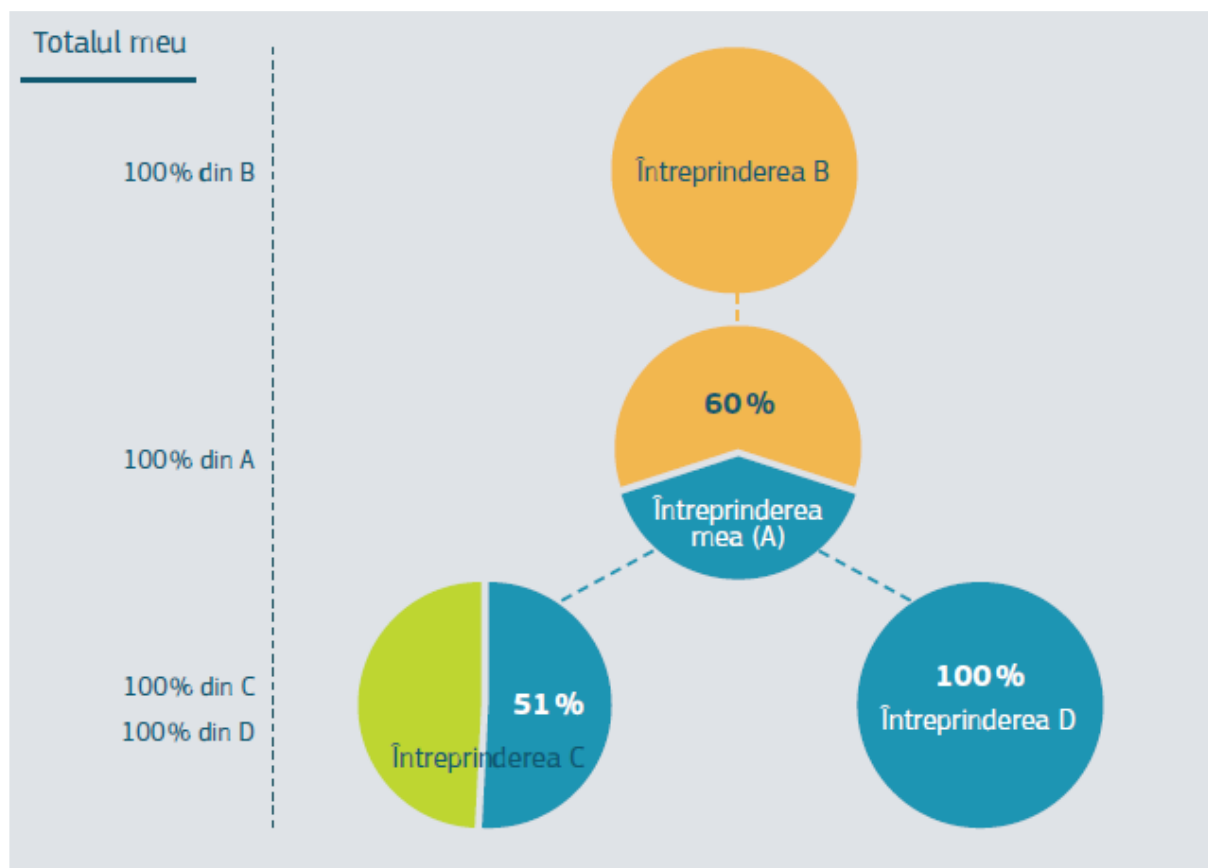 Totalul meu
100% din B
Întreprinderea B
60%
100% din A
Întreprinderea
mea (A)
100% din C
100% din D
51%
Întreprinderea C
100%
Întreprinderea D